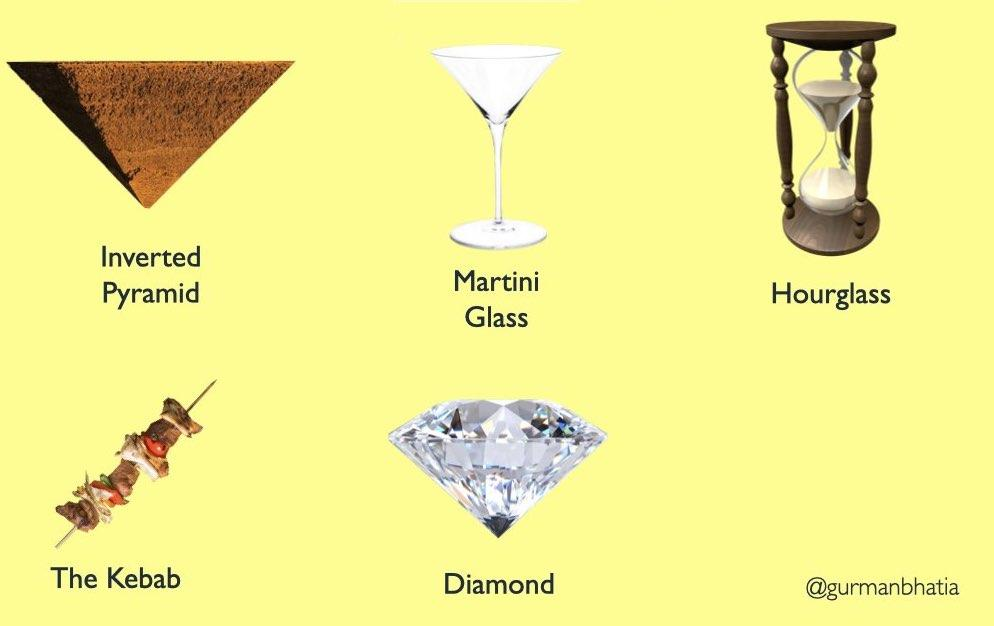 Inverted
Pyramid
Martini
Glass
Hourglass
The Kebab
Diamond
@gurmanbhatia